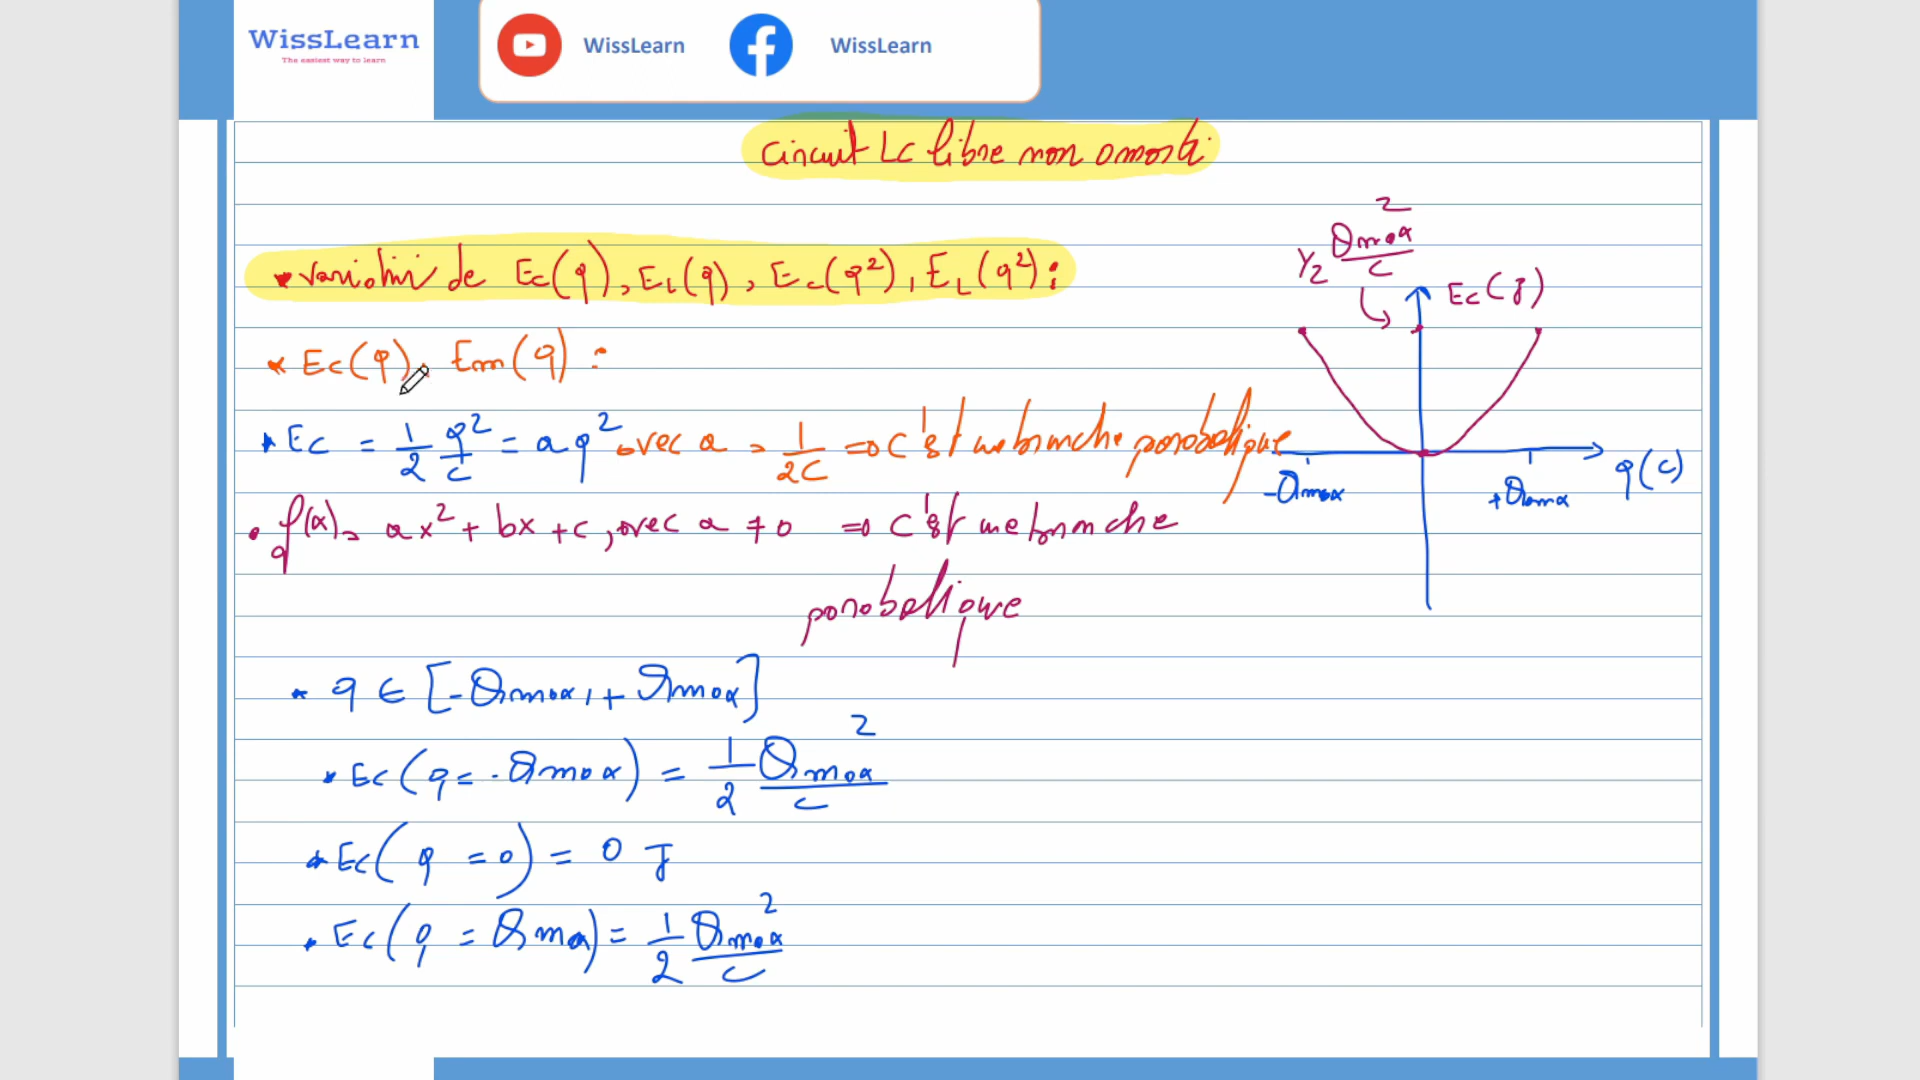 WissLearn
The easiest way to learn
WissLearn
WissLearn
Circuit LC libre non amorti
* Variation de Ec(q), EL(q), Ec(q²), EL(q²) :
* Ec(q), Em(q) :
* Ec = 1/2 q²/c = a q² avec a = 1/2C => C'est une branche parabolique
• f(x) = ax² + bx + c, avec a ≠ 0 => C'est une branche
parabolique
* q ∈ [-Qmax, + Qmax]
* Ec(q = -Qmax) = 1/2 Qmax²/c
* Ec(q = 0) = 0 J
* Ec(q = Qmax) = 1/2 Qmax²/c
1/2 Qmax²/c
Ec(J)
-Qmax
+Qmax
q(C)